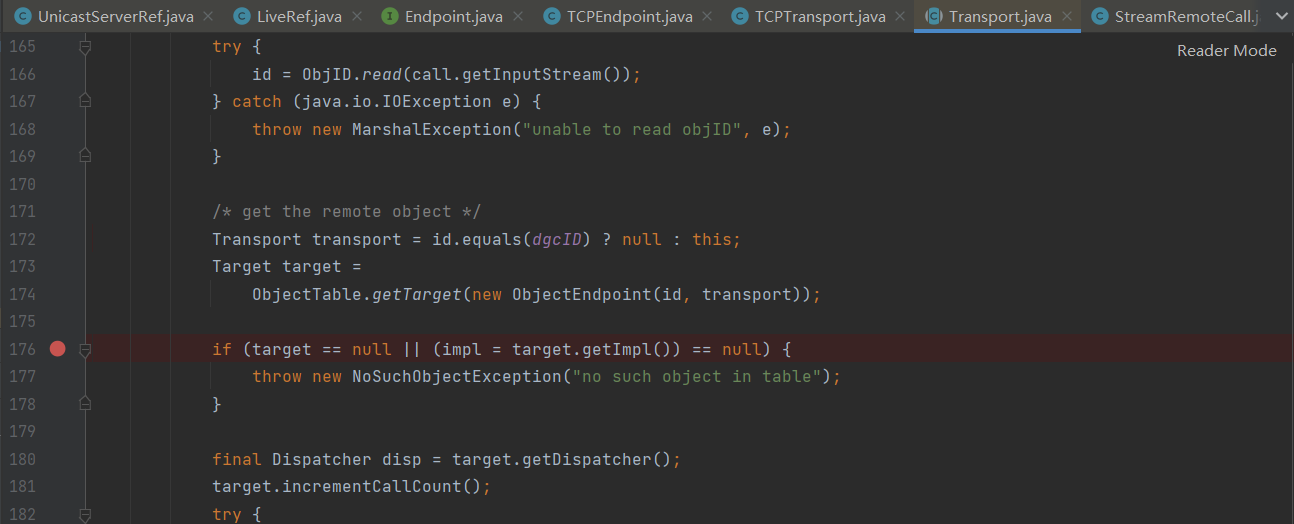 UnicastServerRef.java LiveRef.java Endpoint.java TCPEndpoint.java TCPTransport.java Transport.java StreamRemoteCall.j
Reader Mode
165 try {
166 id = ObjID.read(call.getInputStream());
167 } catch (java.io.IOException e) {
168 throw new MarshalException("unable to read objID", e);
169 }
170
171 /* get the remote object */
172 Transport transport = id.equals(dgcID) ? null : this;
173 Target target =
174 ObjectTable.getTarget(new ObjectEndpoint(id, transport));
175
176 if (target == null || (impl = target.getImpl()) == null) {
177 throw new NoSuchObjectException("no such object in table");
178 }
179
180 final Dispatcher disp = target.getDispatcher();
181 target.incrementCallCount();
182 try {